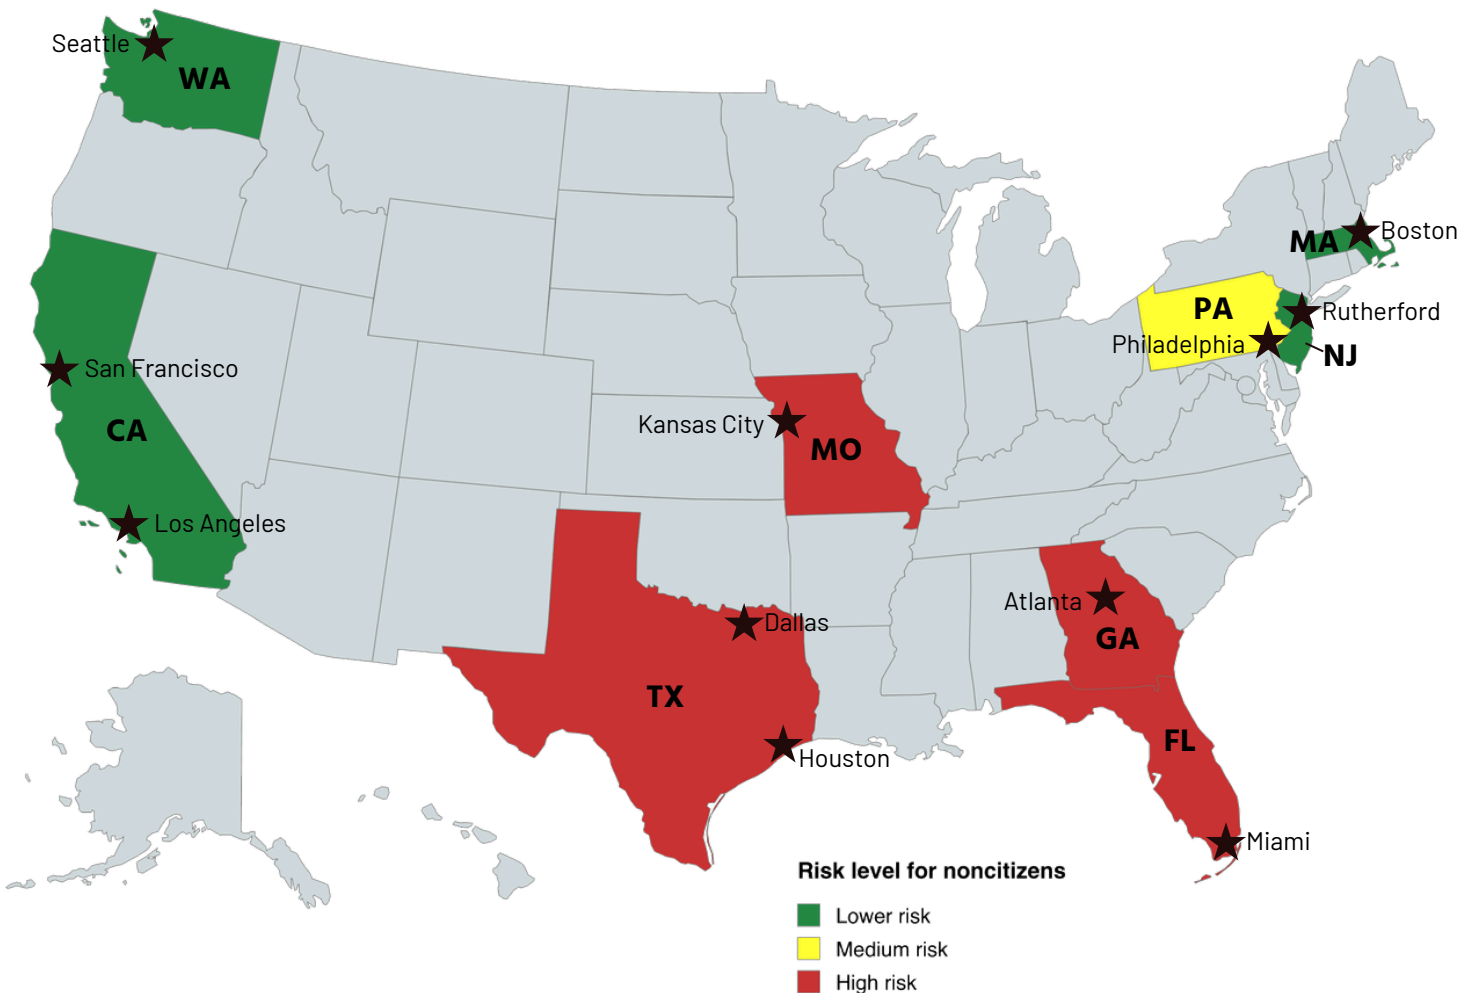 Seattle
WA
Boston
MA
PA
Rutherford
Philadelphia
NJ
San Francisco
Kansas City
CA
MO
Los Angeles
Atlanta
Dallas
GA
TX
FL
Houston
Miami
Risk level for noncitizens
Lower risk
Medium risk
High risk